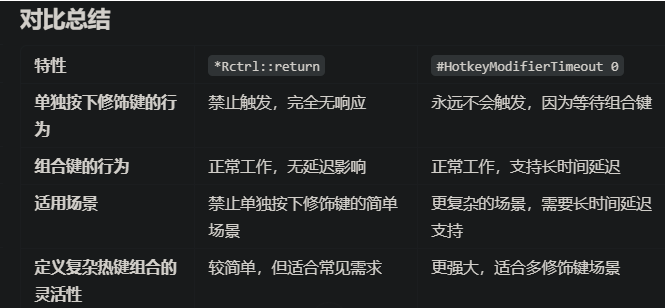 对比总结
特性 *Rctrl::return #HotkeyModifierTimeout 0
单独按下修饰键的行 禁止触发，完全无响应 永远不会触发，因为等待组合键
为
组合键的行为 正常工作，无延迟影响 正常工作，支持长时间延迟
适用场景 禁止单独按下修饰键的简单 更复杂的场景，需要长时间延迟
场景 支持
定义复杂热键组合的 较简单，但适合常见需求 更强大，适合多修饰键场景
灵活性